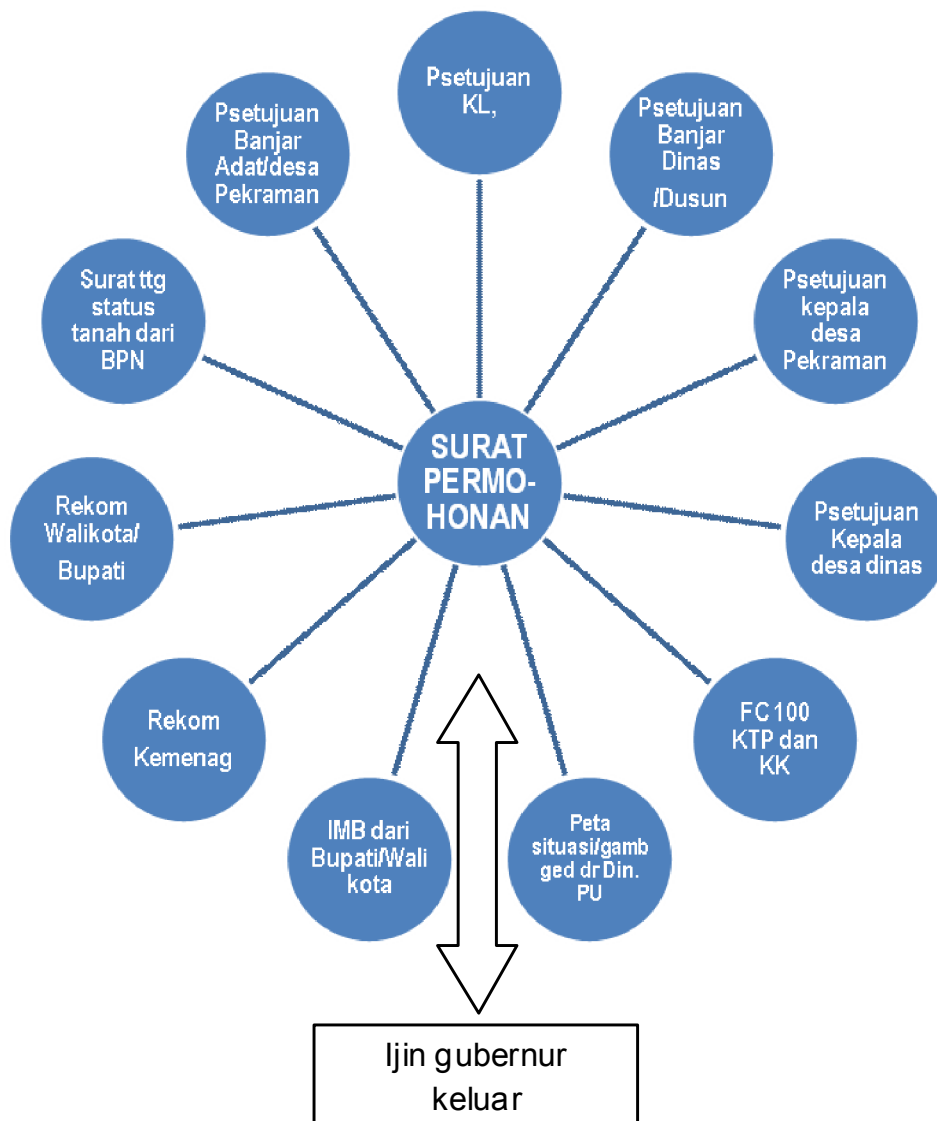 Psetujuan
KL,
Psetujuan
Banjar
Dinas
/Dusun
Psetujuan
kepala
desa
Pekraman
Psetujuan
Kepala
desa dinas
FC 100
KTP dan
KK
Peta
situasi/gamb
ged dr Din.
PU
IMB dari
Bupati/Wali
kota
Rekom
Kemenag
Rekom
Walikota/
Bupati
Surat ttg
status
tanah dari
BPN
Psetujuan
Banjar
Adat/desa
Pekraman
SURAT
PERMO-
HONAN
Ijin gubernur
keluar